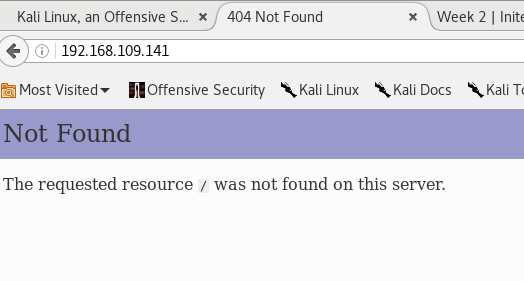 Kali Linux, an Offensive S... 404 Not Found Week 2 | Inite
192.168.109.141
Most Visited Offensive Security Kali Linux Kali Docs Kali To
Not Found
The requested resource / was not found on this server.